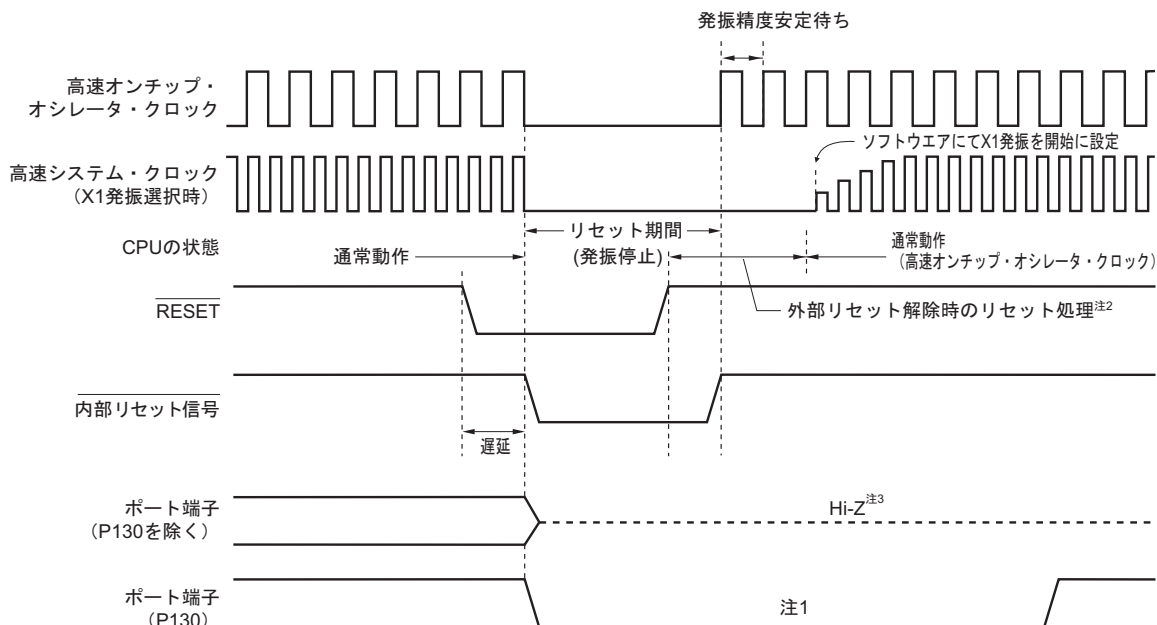 発振精度安定待ち
高速オンチップ・
オシレータ・クロック
ソフトウエアにてX1発振を開始に設定
高速システム・クロック
(X1発振選択時)
リセット期間
(発振停止)
CPUの状態
通常動作
通常動作
(高速オンチップ・オシレータ・クロック)
RESET
外部リセット解除時のリセット処理注2
内部リセット信号
遅延
ポート端子
(P130を除く)
Hi-Z注3
ポート端子
(P130)
注1